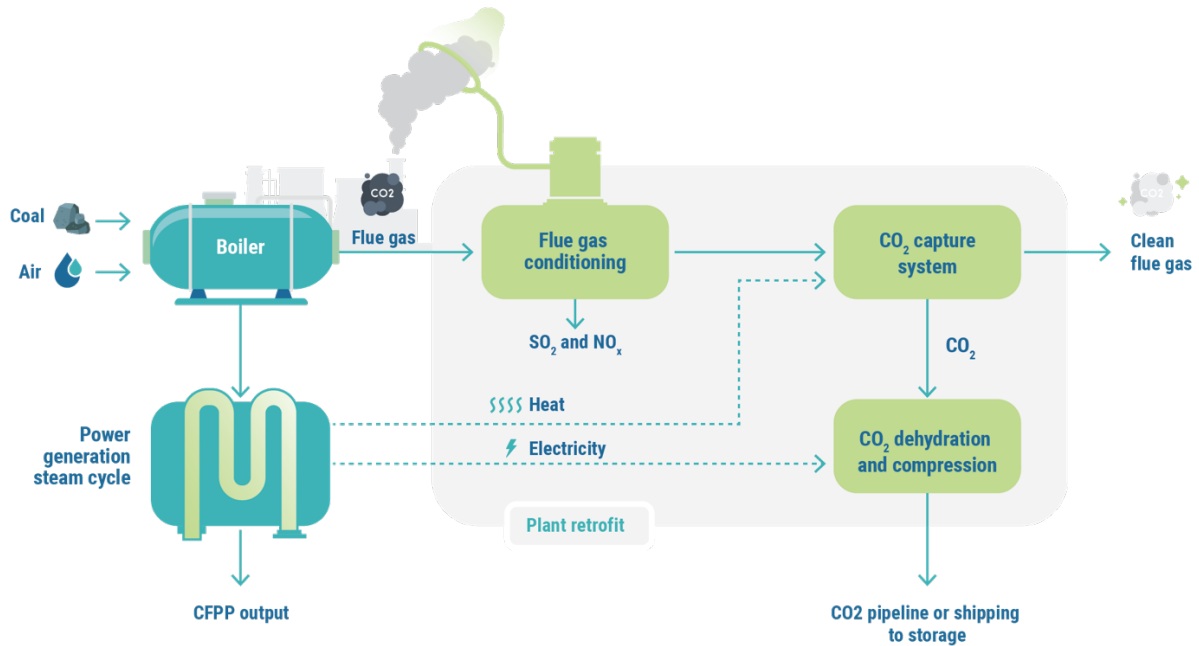 CO2
CO2
Coal
Air
Boiler
Flue gas
Flue gas
conditioning
CO₂ capture
system
Clean
flue gas
SO₂ and NOₓ
CO₂
Heat
Electricity
Power
generation
steam cycle
CO₂ dehydration
and compression
Plant retrofit
CFPP output
CO2 pipeline or shipping
to storage